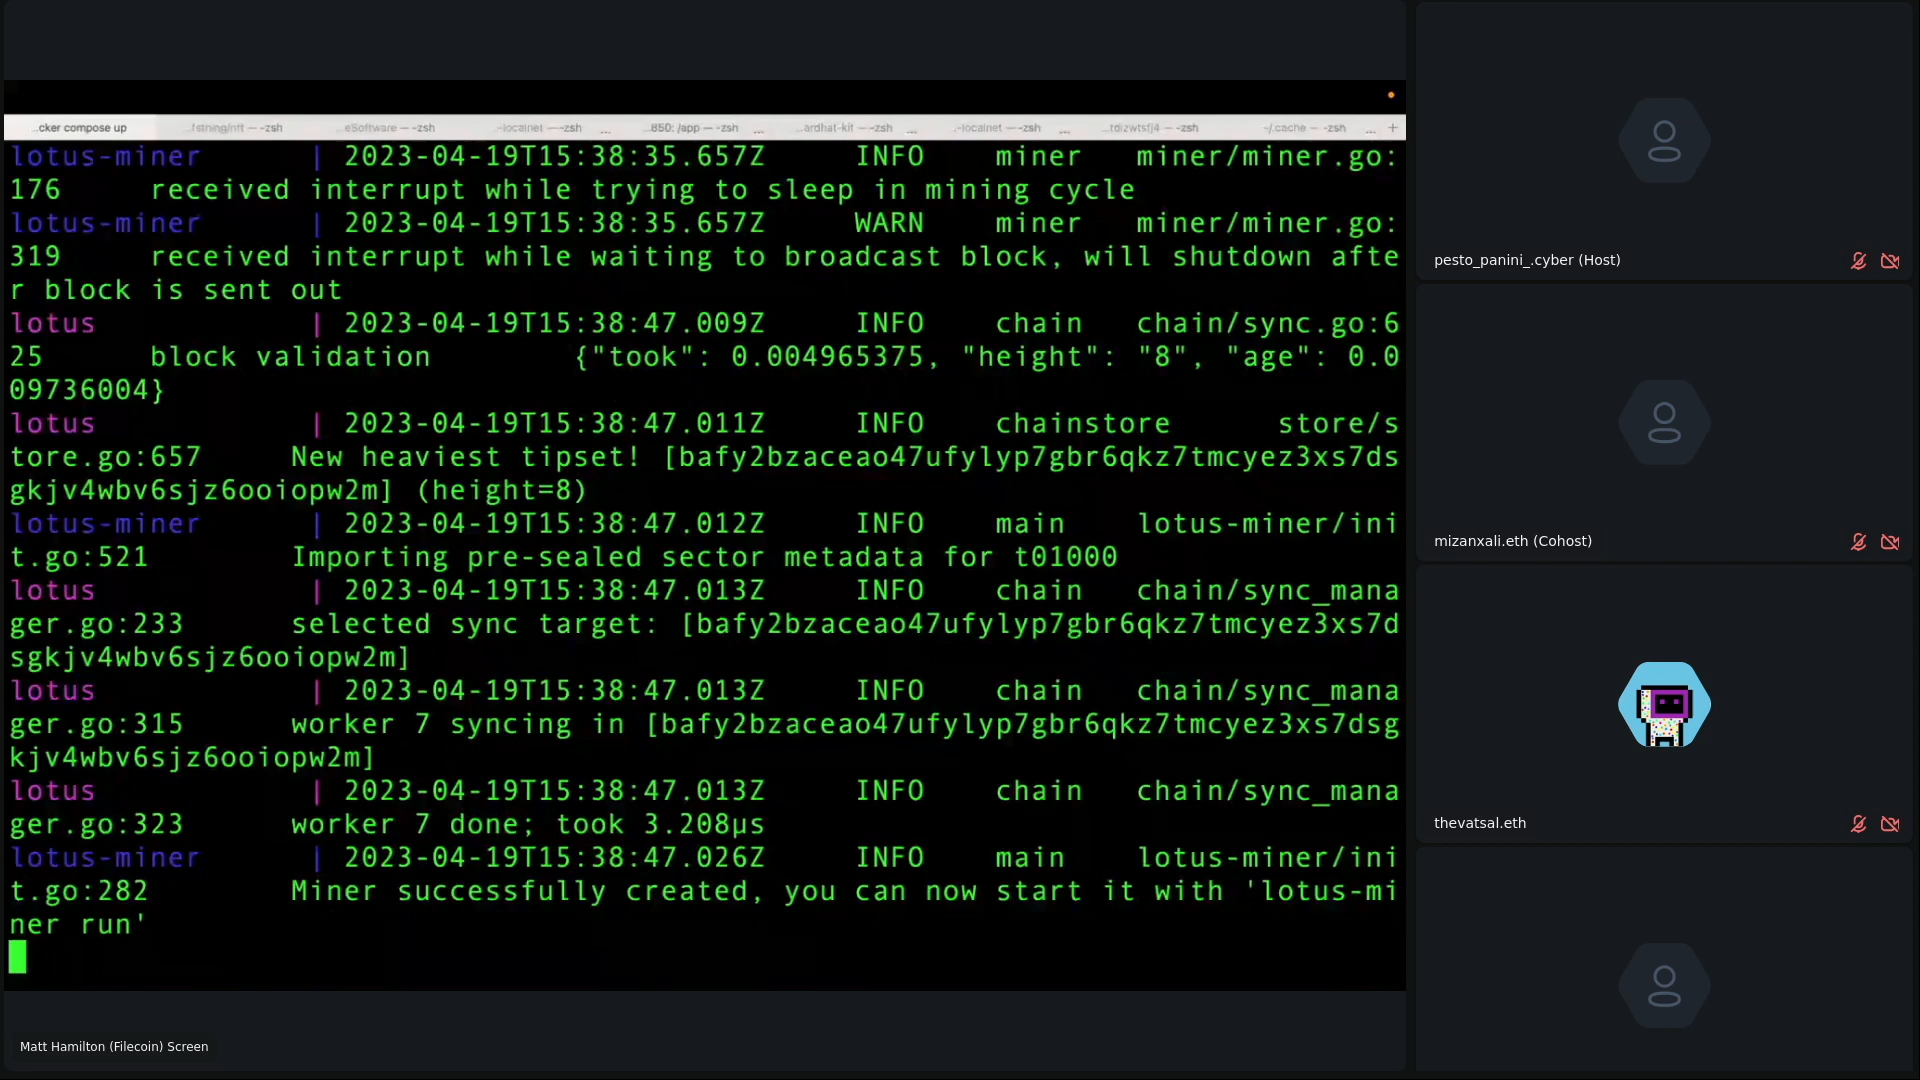 ...cker compose up ...fstning/nft — -zsh ...eSoftware — -zsh ...-localnet — -zsh ... ...850: /app — -zsh ... ...ardhat-kit — -zsh ... ...-localnet — -zsh ... ...tdizwtsfj4 — -zsh ~/.cache — -zsh ... +
lotus-miner | 2023-04-19T15:38:35.657Z INFO miner miner/miner.go:
176 received interrupt while trying to sleep in mining cycle
lotus-miner | 2023-04-19T15:38:35.657Z WARN miner miner/miner.go:
319 received interrupt while waiting to broadcast block, will shutdown afte
r block is sent out
lotus | 2023-04-19T15:38:47.009Z INFO chain chain/sync.go:6
25 block validation {"took": 0.004965375, "height": "8", "age": 0.0
09736004}
lotus | 2023-04-19T15:38:47.011Z INFO chainstore store/s
tore.go:657 New heaviest tipset! [bafy2bzaceao47ufylyp7gbr6qkz7tmcyez3xs7ds
gkjv4wbv6sjz6ooiopw2m] (height=8)
lotus-miner | 2023-04-19T15:38:47.012Z INFO main lotus-miner/ini
t.go:521 Importing pre-sealed sector metadata for t01000
lotus | 2023-04-19T15:38:47.013Z INFO chain chain/sync_mana
ger.go:233 selected sync target: [bafy2bzaceao47ufylyp7gbr6qkz7tmcyez3xs7d
sgkjv4wbv6sjz6ooiopw2m]
lotus | 2023-04-19T15:38:47.013Z INFO chain chain/sync_mana
ger.go:315 worker 7 syncing in [bafy2bzaceao47ufylyp7gbr6qkz7tmcyez3xs7dsg
kjv4wbv6sjz6ooiopw2m]
lotus | 2023-04-19T15:38:47.013Z INFO chain chain/sync_mana
ger.go:323 worker 7 done; took 3.208µs
lotus-miner | 2023-04-19T15:38:47.026Z INFO main lotus-miner/ini
t.go:282 Miner successfully created, you can now start it with 'lotus-mi
ner run'
Matt Hamilton (Filecoin) Screen
pesto_panini_.cyber (Host)
mizanxali.eth (Cohost)
thevatsal.eth